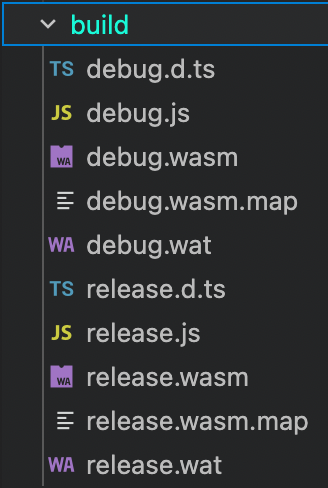 build
TS debug.d.ts
JS debug.js
WA debug.wasm
debug.wasm.map
WA debug.wat
TS release.d.ts
JS release.js
WA release.wasm
release.wasm.map
WA release.wat